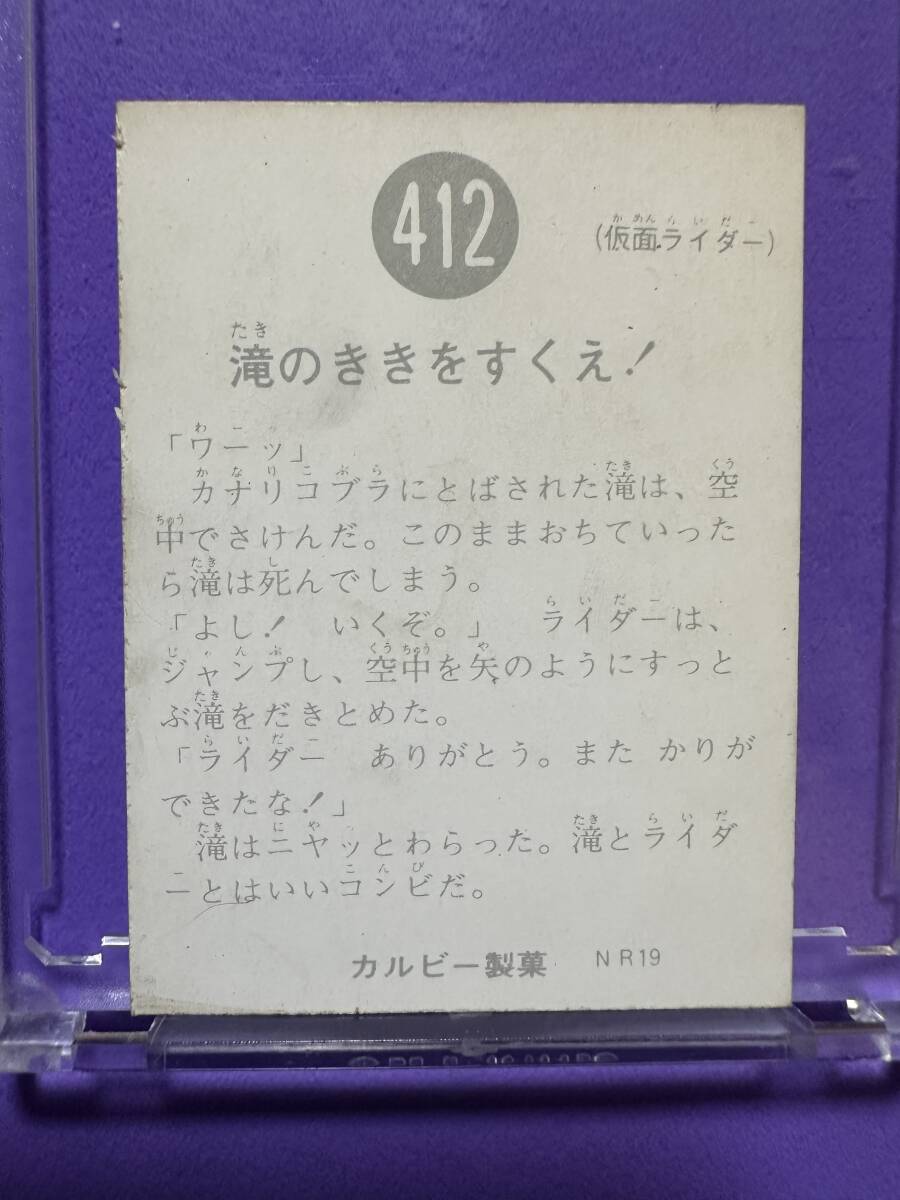 412
(仮面ライダー)
滝のききをすくえ！
「ワーッ」
カナリコブラにとばされた滝は、空
中でさけんだ。このままおちていった
ら滝は死んでしまう。
「よし！　いくぞ。」　ライダーは、
ジャンプし、空中を矢のようにすっと
ぶ滝をだきとめた。
「ライダー　ありがとう。また かりが
できたな！」
滝はニヤッとわらった。滝とライダ
ーとはいいコンビだ。
カルビー製菓　NR19